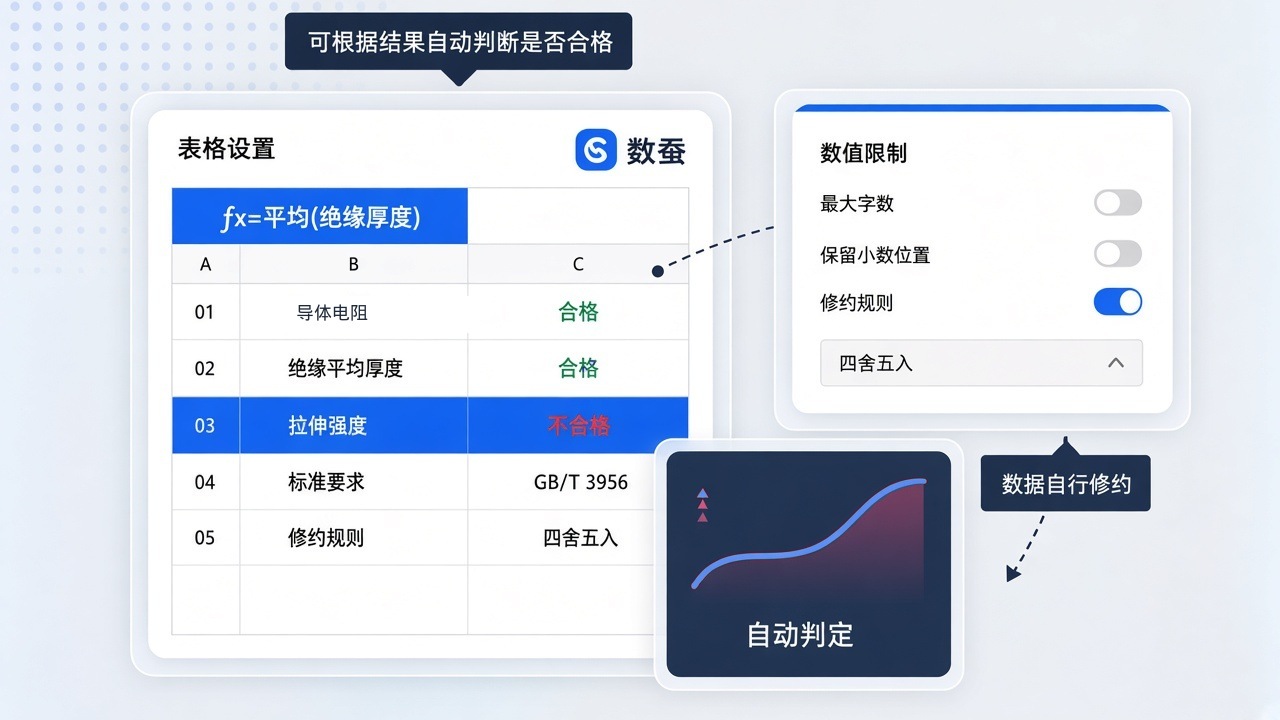 可根据结果自动判断是否合格
表格设置
数蚕
ƒx=平均(绝缘厚度)
A B C
01 导体电阻 合格
02 绝缘平均厚度 合格
03 拉伸强度 不合格
04 标准要求 GB/T 3956
05 修约规则 四舍五入
数值限制
最大字数
保留小数位置
修约规则
四舍五入
数据自行修约
自动判定